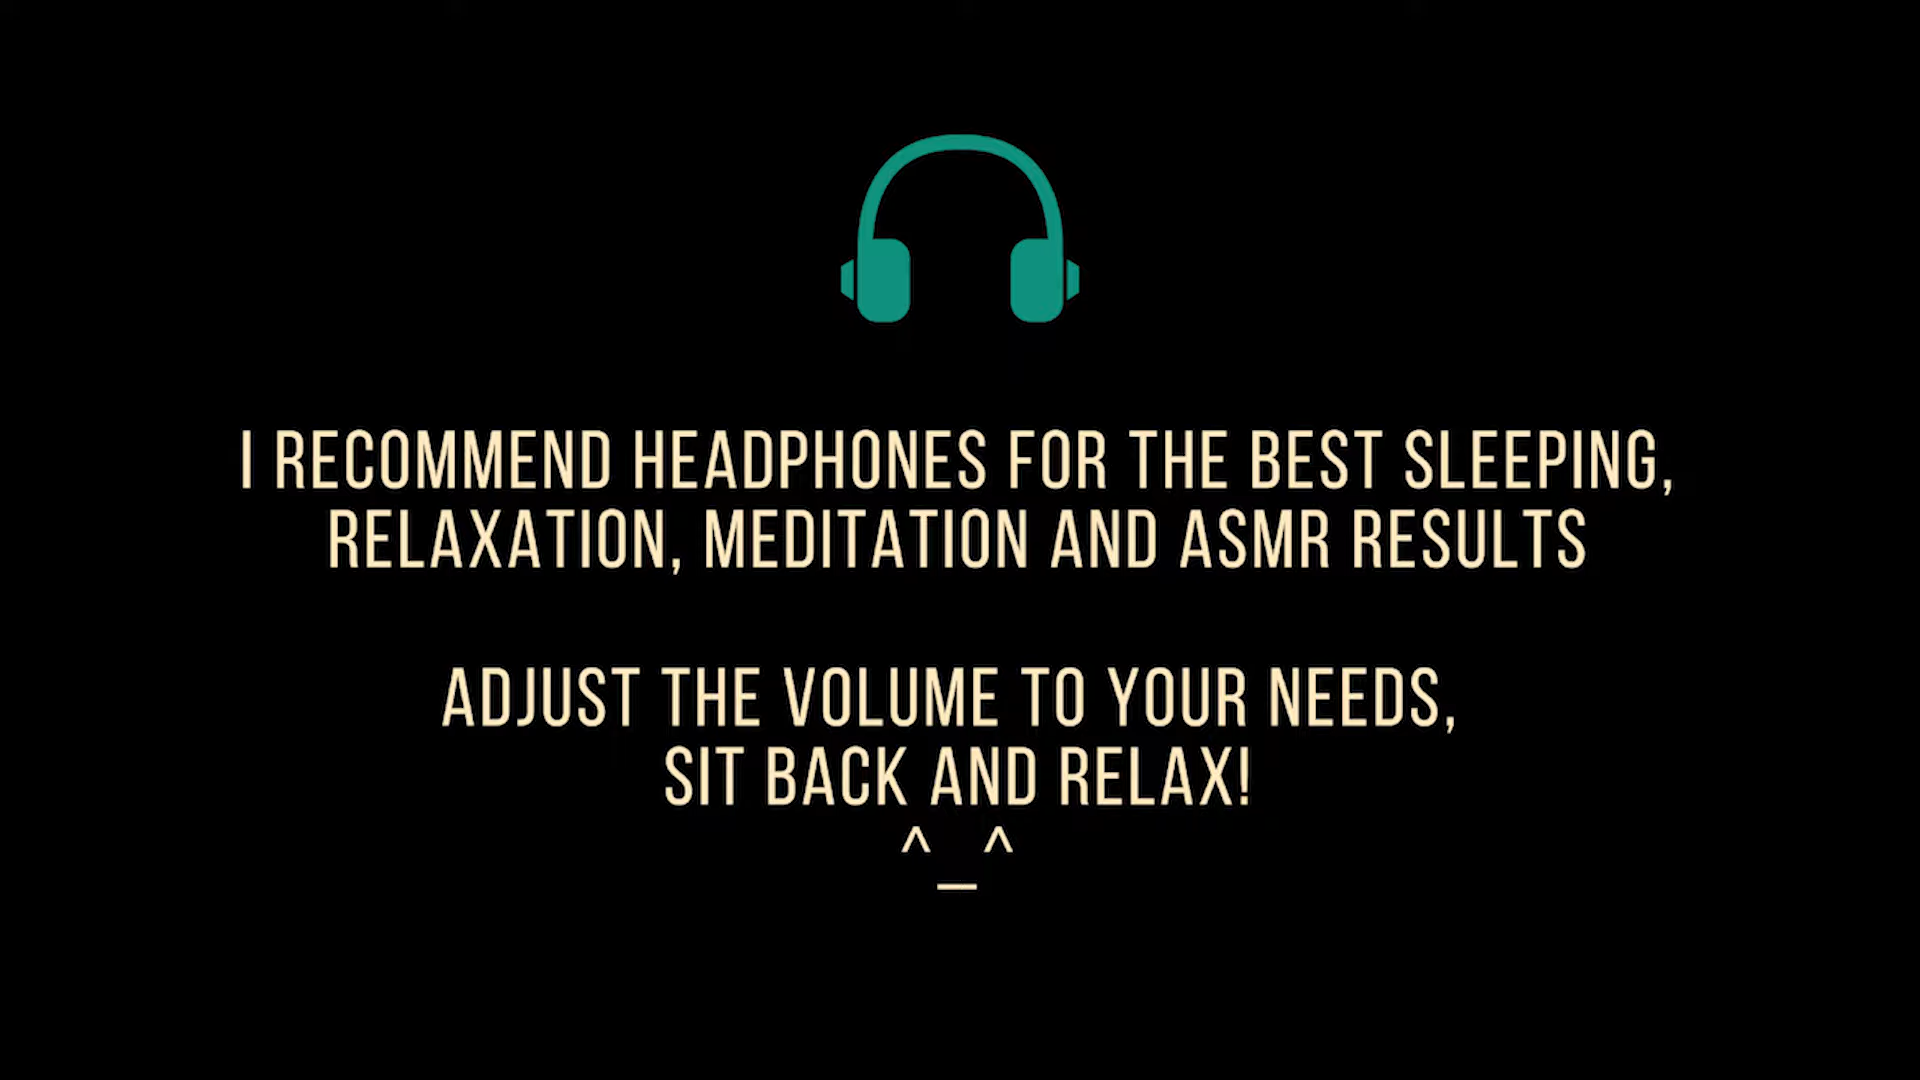 I RECOMMEND HEADPHONES FOR THE BEST SLEEPING,
RELAXATION, MEDITATION AND ASMR RESULTS
ADJUST THE VOLUME TO YOUR NEEDS,
SIT BACK AND RELAX!
^_^